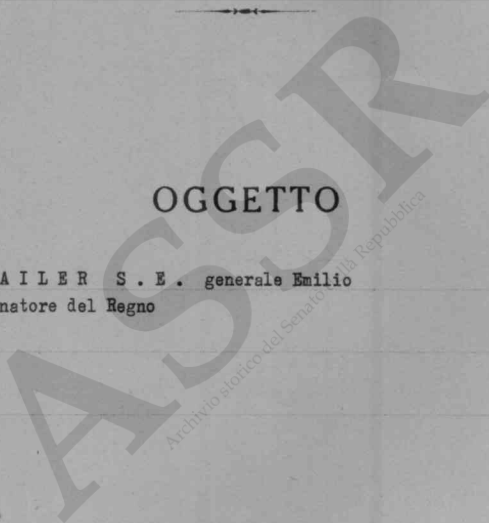 OGGETTO
AILER S.E. generale Emilio
natore del Regno
ASSR
Archivio storico del Senato della Repubblica